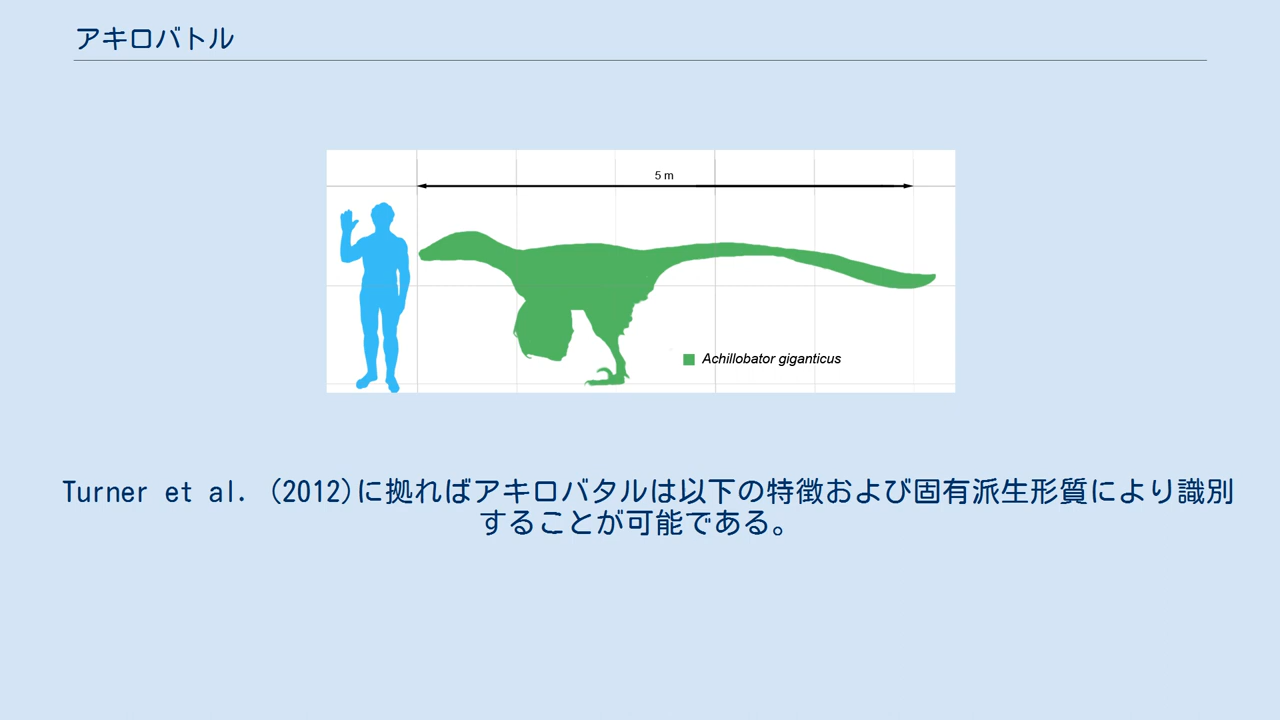 アキロバトル
5 m
Achillobator giganticus
Turner et al. (2012)に拠ればアキロバタルは以下の特徴および固有派生形質により識別
することが可能である。